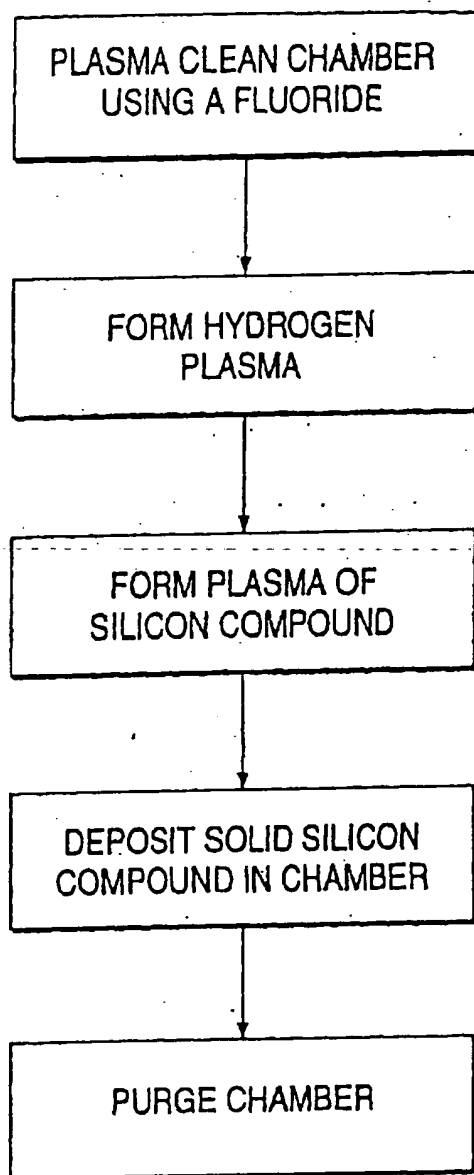 PLASMA CLEAN CHAMBER
USING A FLUORIDE
FORM HYDROGEN
PLASMA
FORM PLASMA OF
SILICON COMPOUND
DEPOSIT SOLID SILICON
COMPOUND IN CHAMBER
PURGE CHAMBER